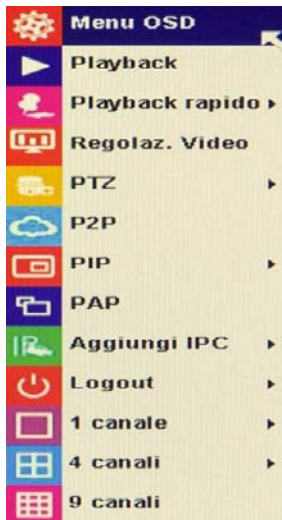 Menu OSD
Playback
Playback rapido
Regolaz. Video
PTZ
P2P
PIP
PAP
Aggiungi IPC
Logout
1 canale
4 canali
9 canali